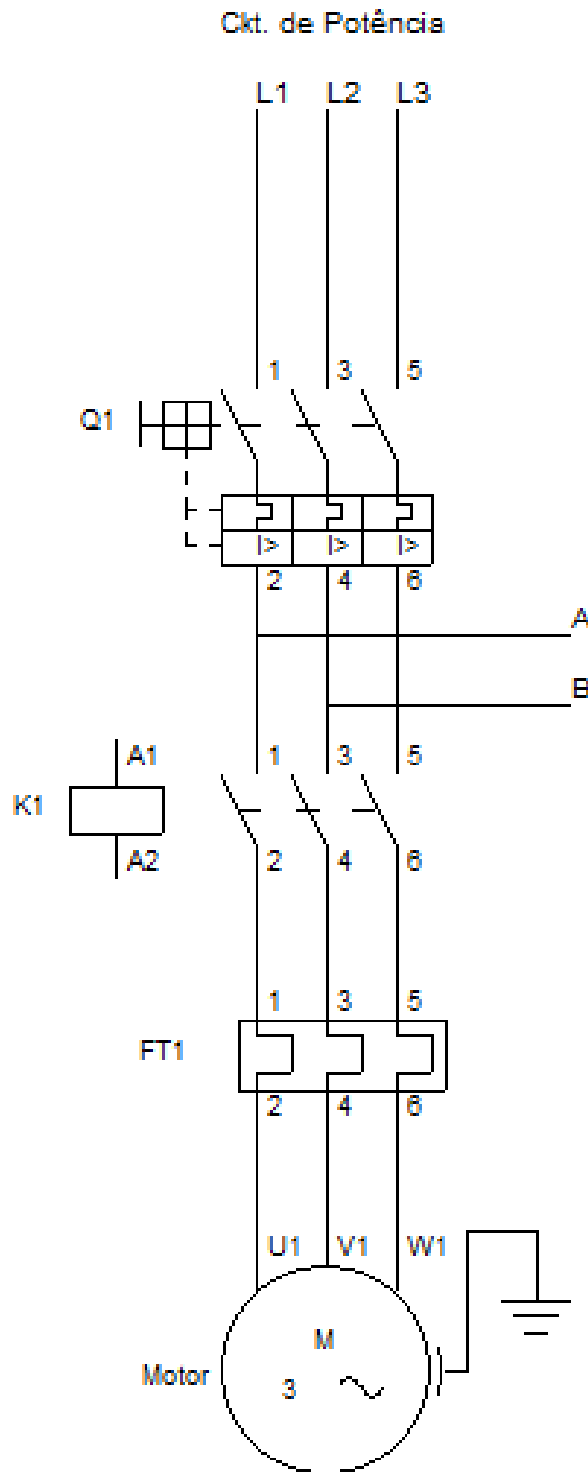 Ckt. de Potência
L1 L2 L3
1 3 5
Q1
I> I> I>
2 4 6
A
B
A1 1 3 5
K1
A2 2 4 6
1 3 5
FT1
2 4 6
U1 V1 W1
M
Motor 3 ~